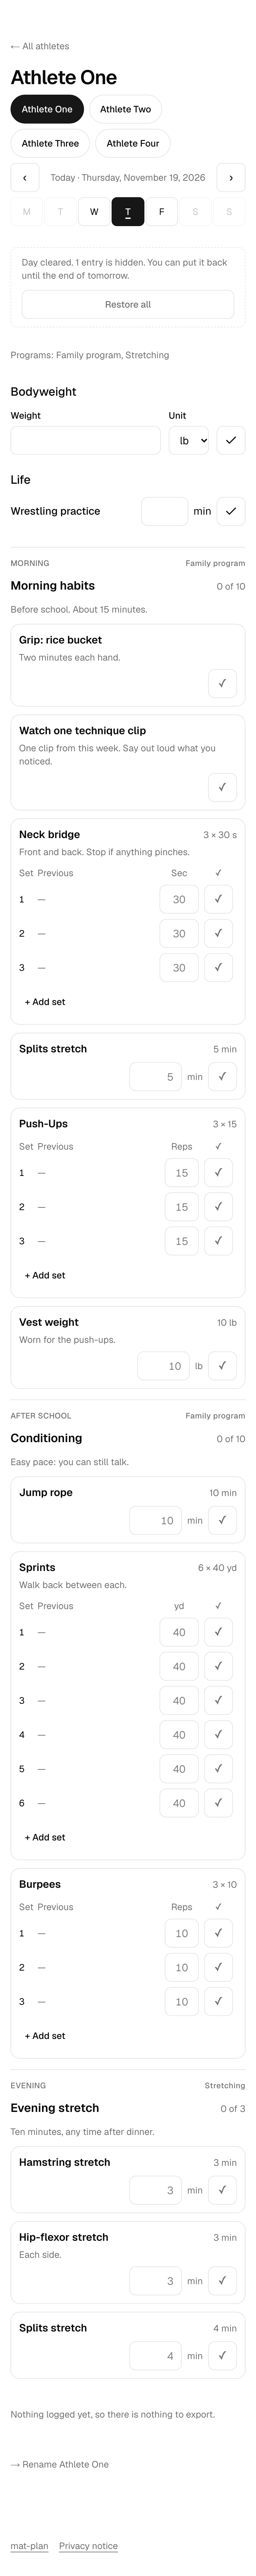 ← All athletes
Athlete One
Athlete One Athlete Two
Athlete Three Athlete Four
‹ Today · Thursday, November 19, 2026 ›
M T W T F S S
Day cleared. 1 entry is hidden. You can put it back
until the end of tomorrow.
Restore all
Programs: Family program, Stretching
Bodyweight
Weight Unit
lb ✓
Life
Wrestling practice min ✓
MORNING Family program
Morning habits 0 of 10
Before school. About 15 minutes.
Grip: rice bucket
Two minutes each hand.
✓
Watch one technique clip
One clip from this week. Say out loud what you
noticed.
✓
Neck bridge 3 × 30 s
Front and back. Stop if anything pinches.
Set Previous Sec ✓
1 — 30 ✓
2 — 30 ✓
3 — 30 ✓
+ Add set
Splits stretch 5 min
5 min ✓
Push-Ups 3 × 15
Set Previous Reps ✓
1 — 15 ✓
2 — 15 ✓
3 — 15 ✓
+ Add set
Vest weight 10 lb
Worn for the push-ups.
10 lb ✓
AFTER SCHOOL Family program
Conditioning 0 of 10
Easy pace: you can still talk.
Jump rope 10 min
10 min ✓
Sprints 6 × 40 yd
Walk back between each.
Set Previous yd ✓
1 — 40 ✓
2 — 40 ✓
3 — 40 ✓
4 — 40 ✓
5 — 40 ✓
6 — 40 ✓
+ Add set
Burpees 3 × 10
Set Previous Reps ✓
1 — 10 ✓
2 — 10 ✓
3 — 10 ✓
+ Add set
EVENING Stretching
Evening stretch 0 of 3
Ten minutes, any time after dinner.
Hamstring stretch 3 min
3 min ✓
Hip-flexor stretch 3 min
Each side.
3 min ✓
Splits stretch 4 min
4 min ✓
Nothing logged yet, so there is nothing to export.
→ Rename Athlete One
mat-plan Privacy notice